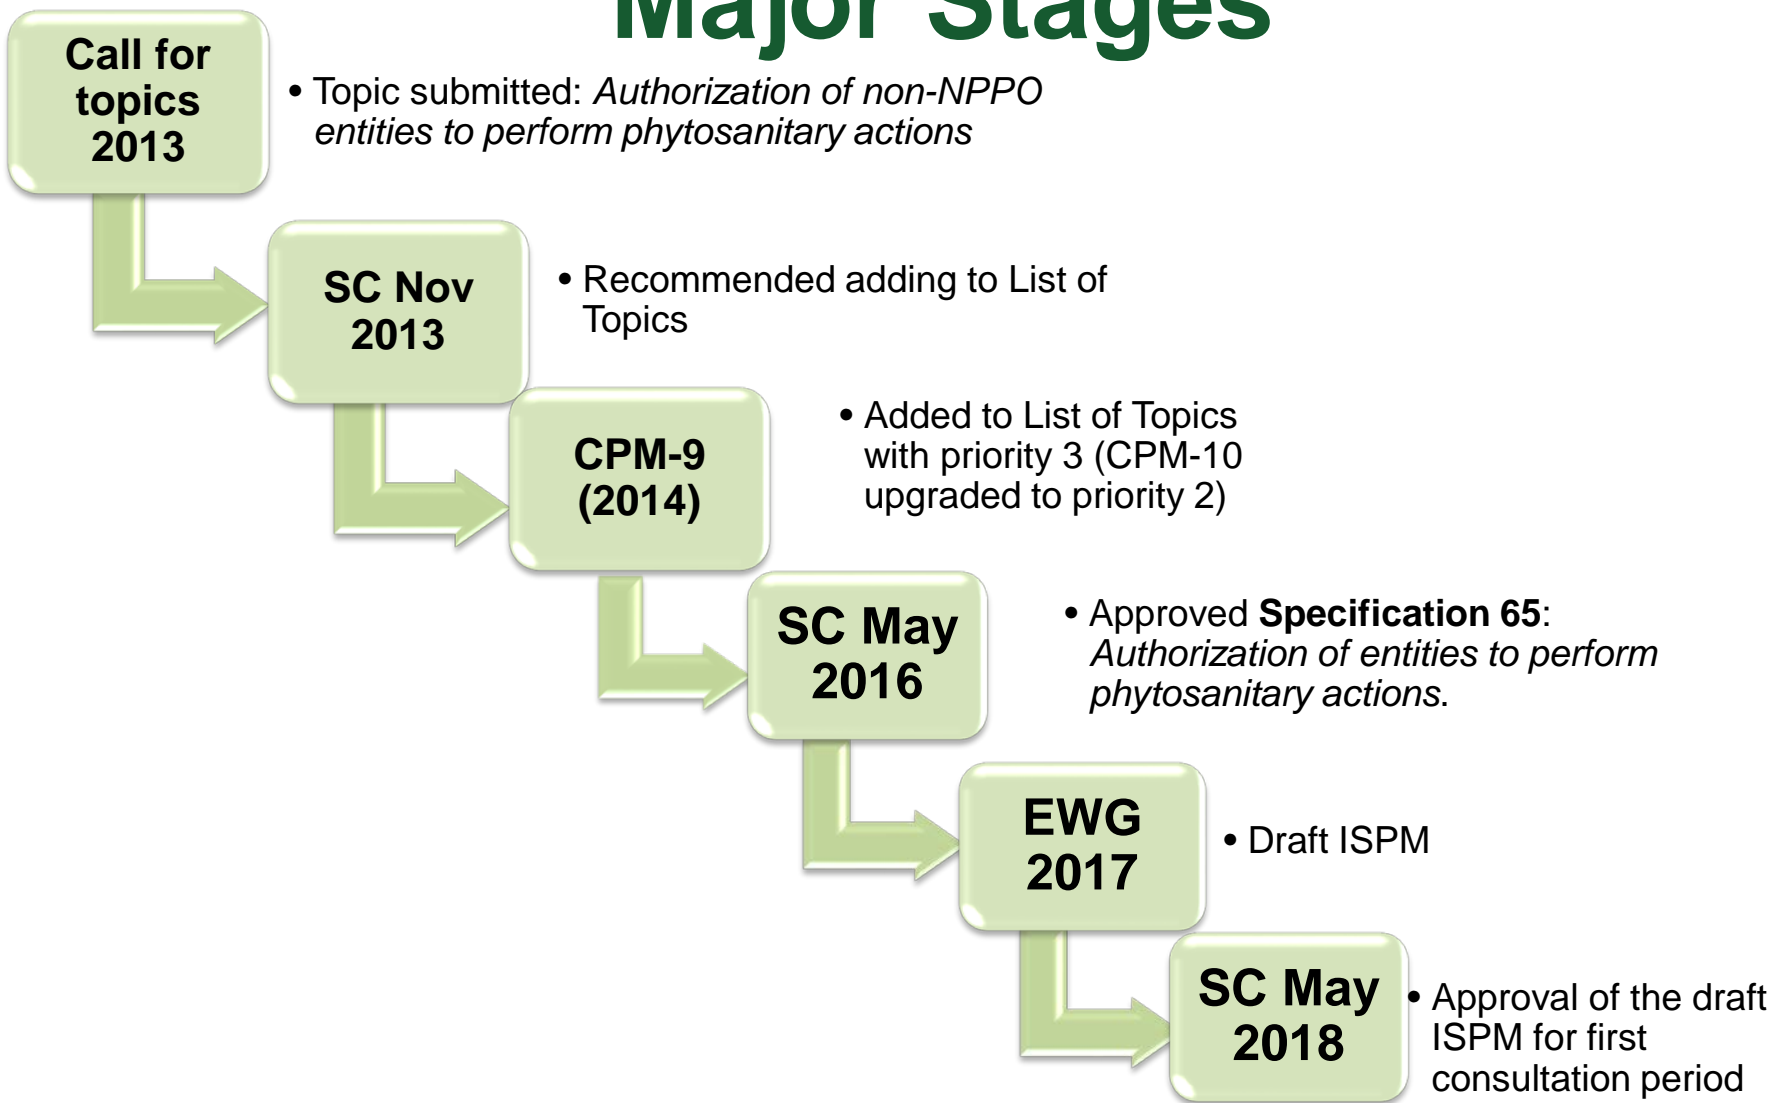 Major Stages
Call for
topics
2013
• Topic submitted: Authorization of non-NPPO
entities to perform phytosanitary actions
SC Nov
2013
• Recommended adding to List of
Topics
CPM-9
(2014)
• Added to List of Topics
with priority 3 (CPM-10
upgraded to priority 2)
SC May
2016
• Approved Specification 65:
Authorization of entities to perform
phytosanitary actions.
EWG
2017
• Draft ISPM
SC May
2018
• Approval of the draft
ISPM for first
consultation period